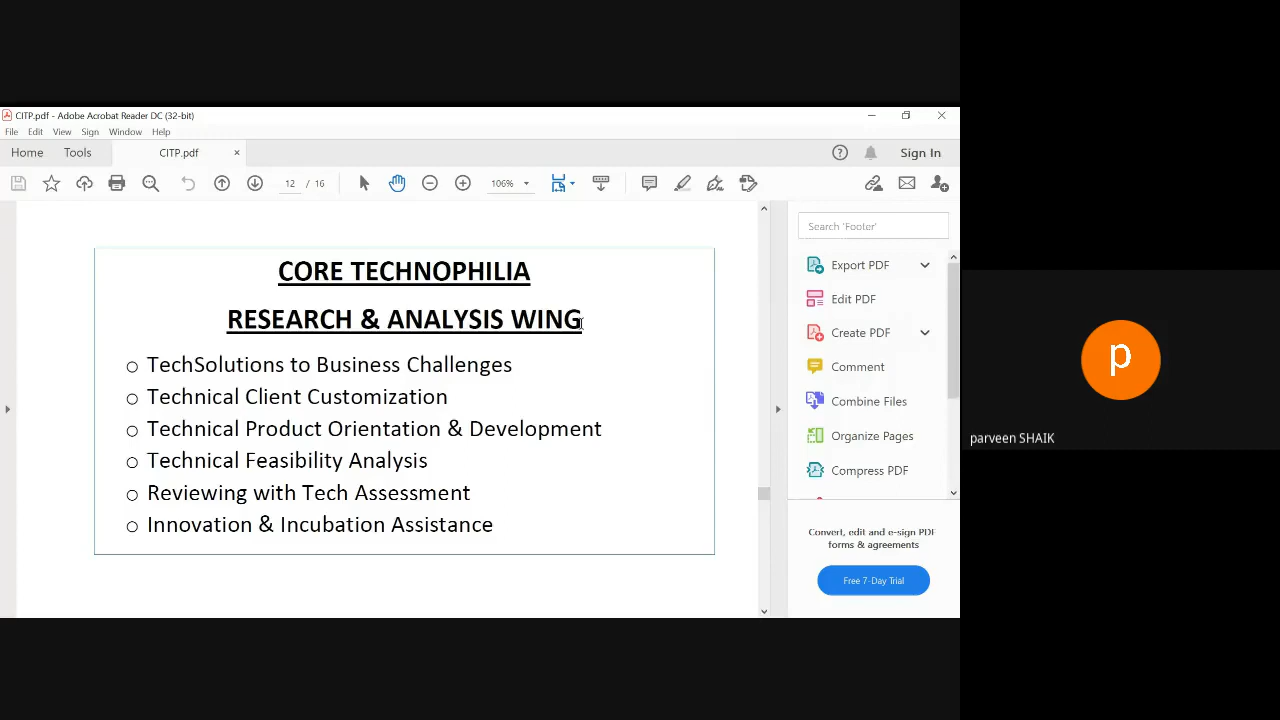 CITP.pdf - Adobe Acrobat Reader DC (32-bit)
File Edit View Sign Window Help
Home Tools CITP.pdf × Sign In
12 / 16 106%
CORE TECHNOPHILIA
RESEARCH & ANALYSIS WING
○ TechSolutions to Business Challenges
○ Technical Client Customization
○ Technical Product Orientation & Development
○ Technical Feasibility Analysis
○ Reviewing with Tech Assessment
○ Innovation & Incubation Assistance
Search 'Footer'
Export PDF
Edit PDF
Create PDF
Comment
Combine Files
Organize Pages
Compress PDF
Convert, edit and e-sign PDF
forms & agreements
Free 7-Day Trial
p
parveen SHAIK